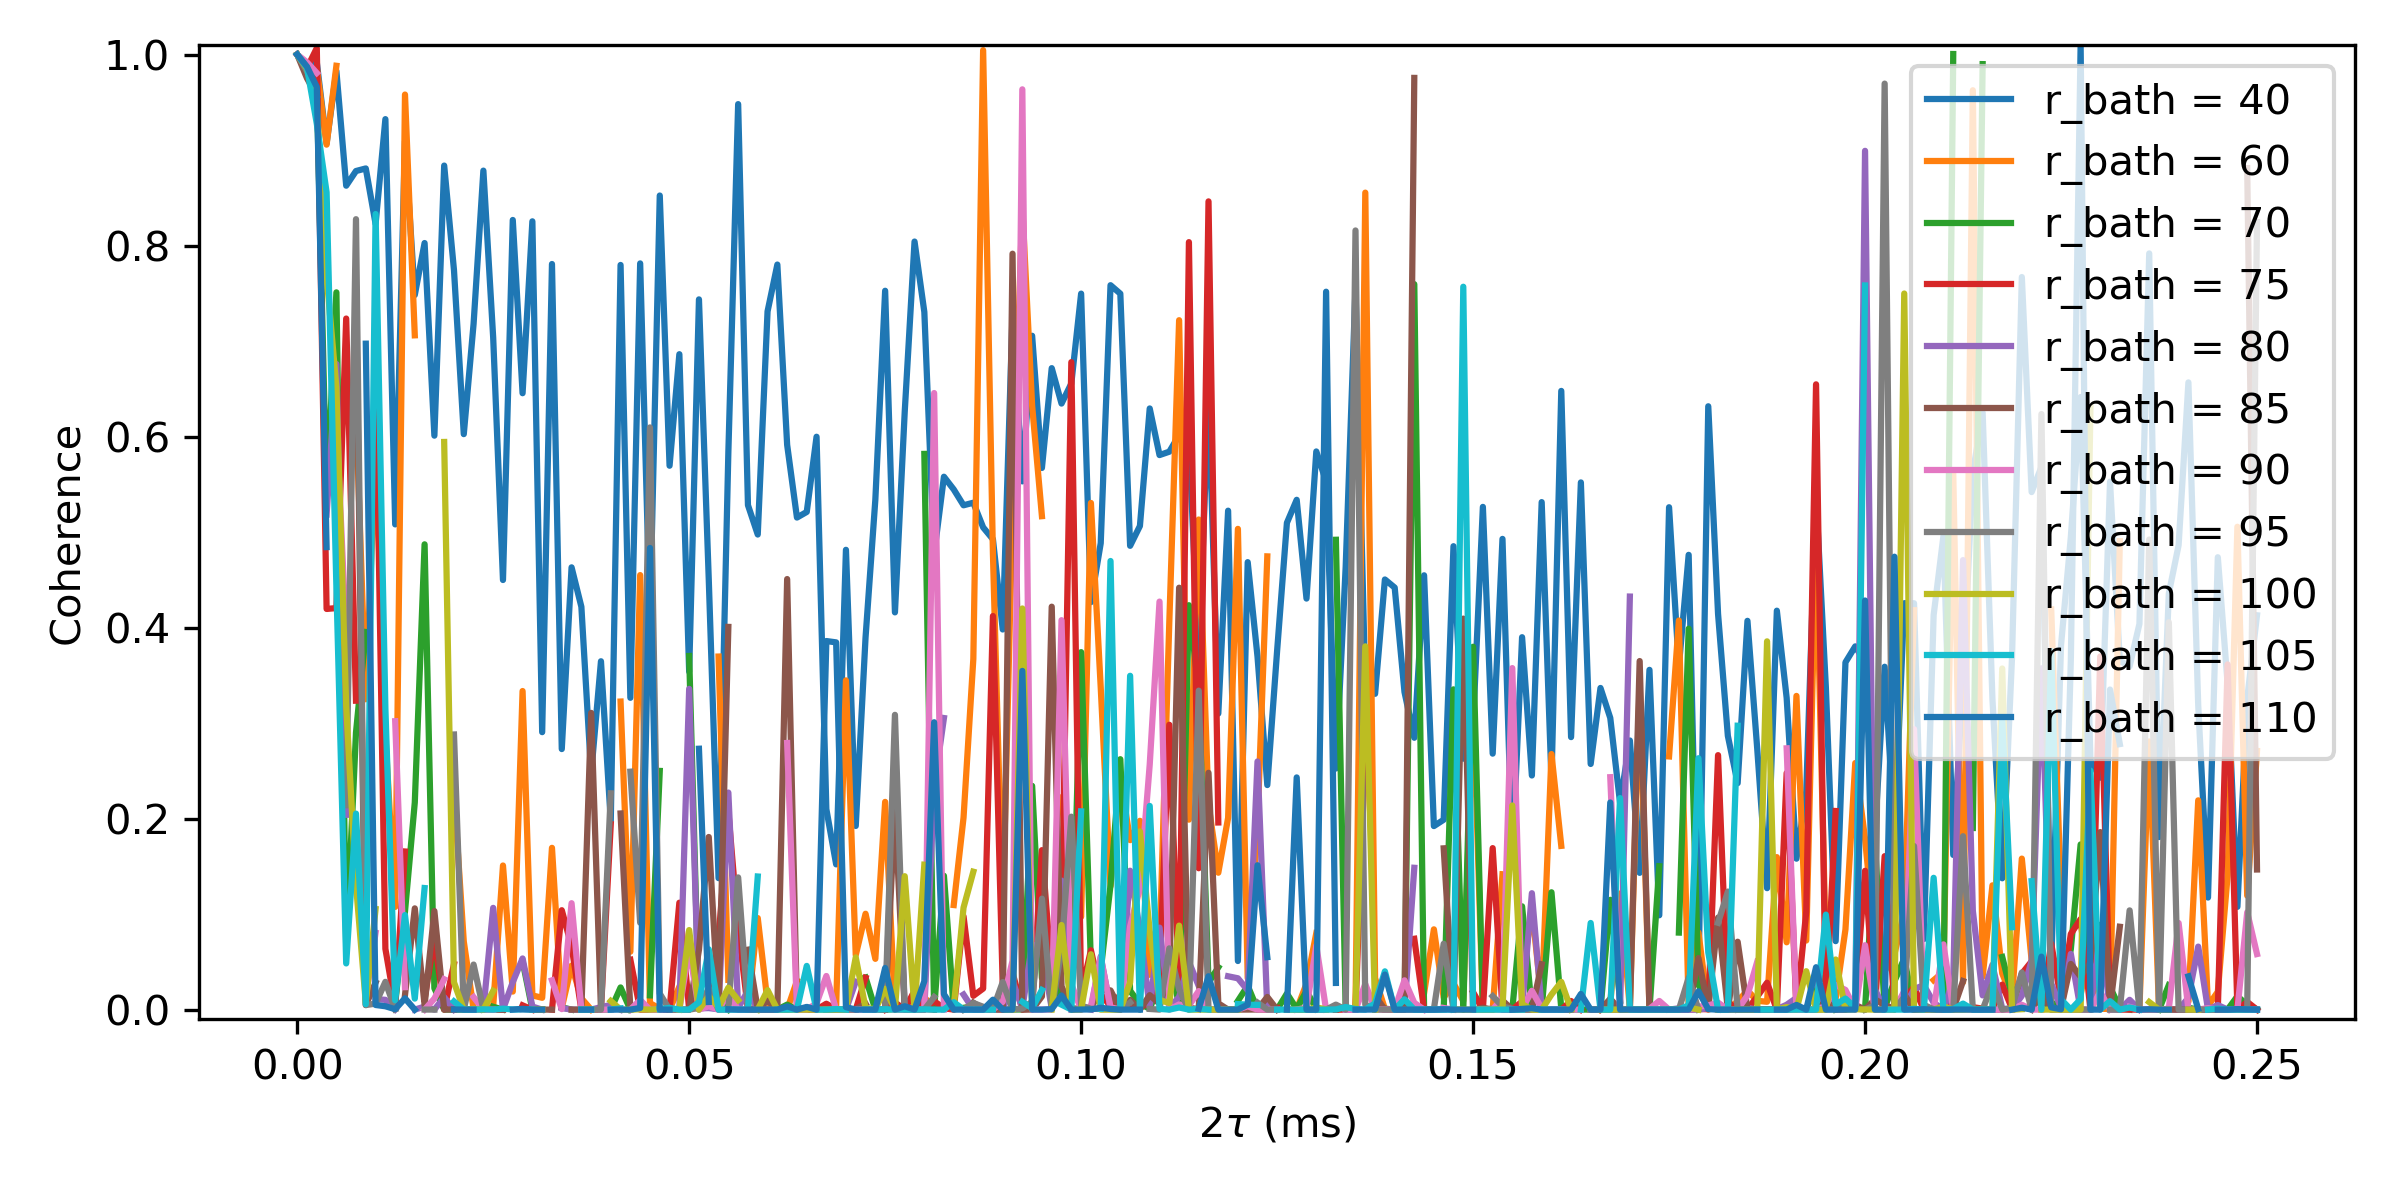 1.0
0.8
0.6
0.4
0.2
0.0
Coherence
0.00
0.05
0.10
0.15
0.20
0.25
2τ (ms)
r_bath = 40
r_bath = 60
r_bath = 70
r_bath = 75
r_bath = 80
r_bath = 85
r_bath = 90
r_bath = 95
r_bath = 100
r_bath = 105
r_bath = 110